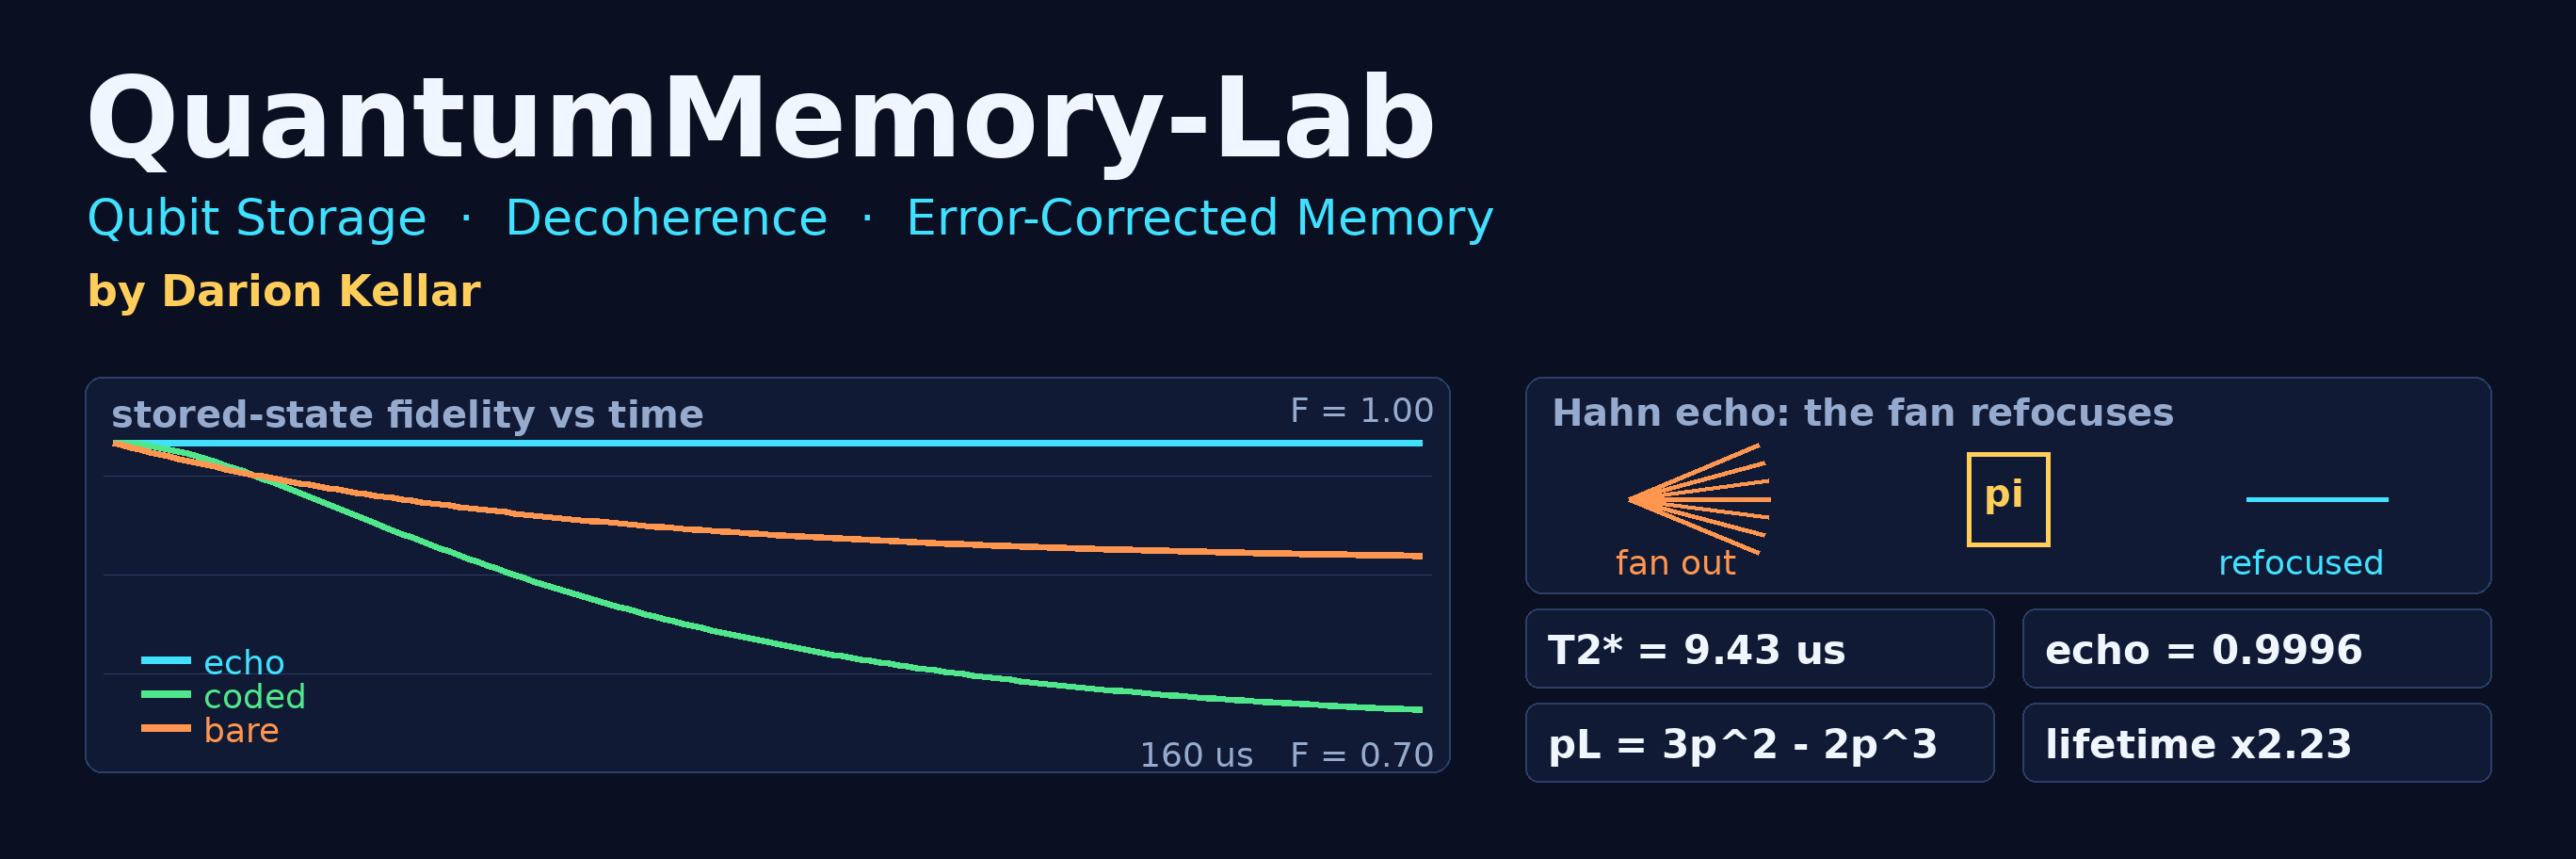 QuantumMemory-Lab
Qubit Storage · Decoherence · Error-Corrected Memory
by Darion Kellar
stored-state fidelity vs time
F = 1.00
echo
coded
bare
160 us F = 0.70
Hahn echo: the fan refocuses
pi
fan out
refocused
T2* = 9.43 us
echo = 0.9996
pL = 3p^2 - 2p^3
lifetime x2.23